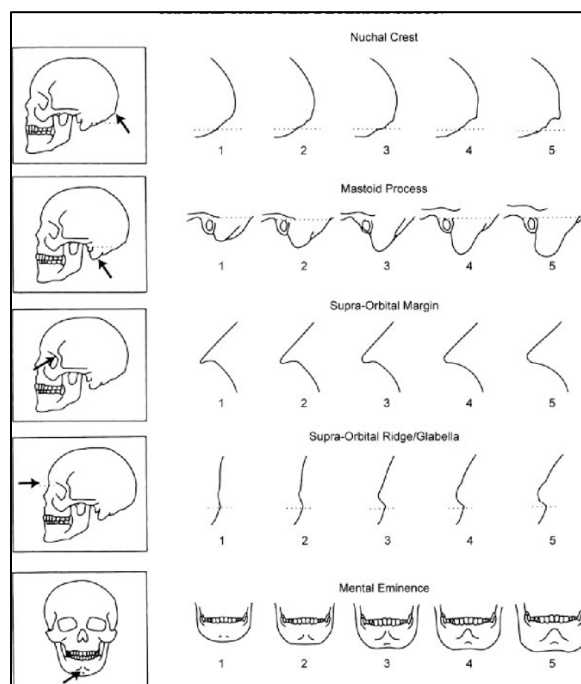 Nuchal Crest
1 2 3 4 5
Mastoid Process
1 2 3 4 5
Supra-Orbital Margin
1 2 3 4 5
Supra-Orbital Ridge/Glabella
1 2 3 4 5
Mental Eminence
1 2 3 4 5